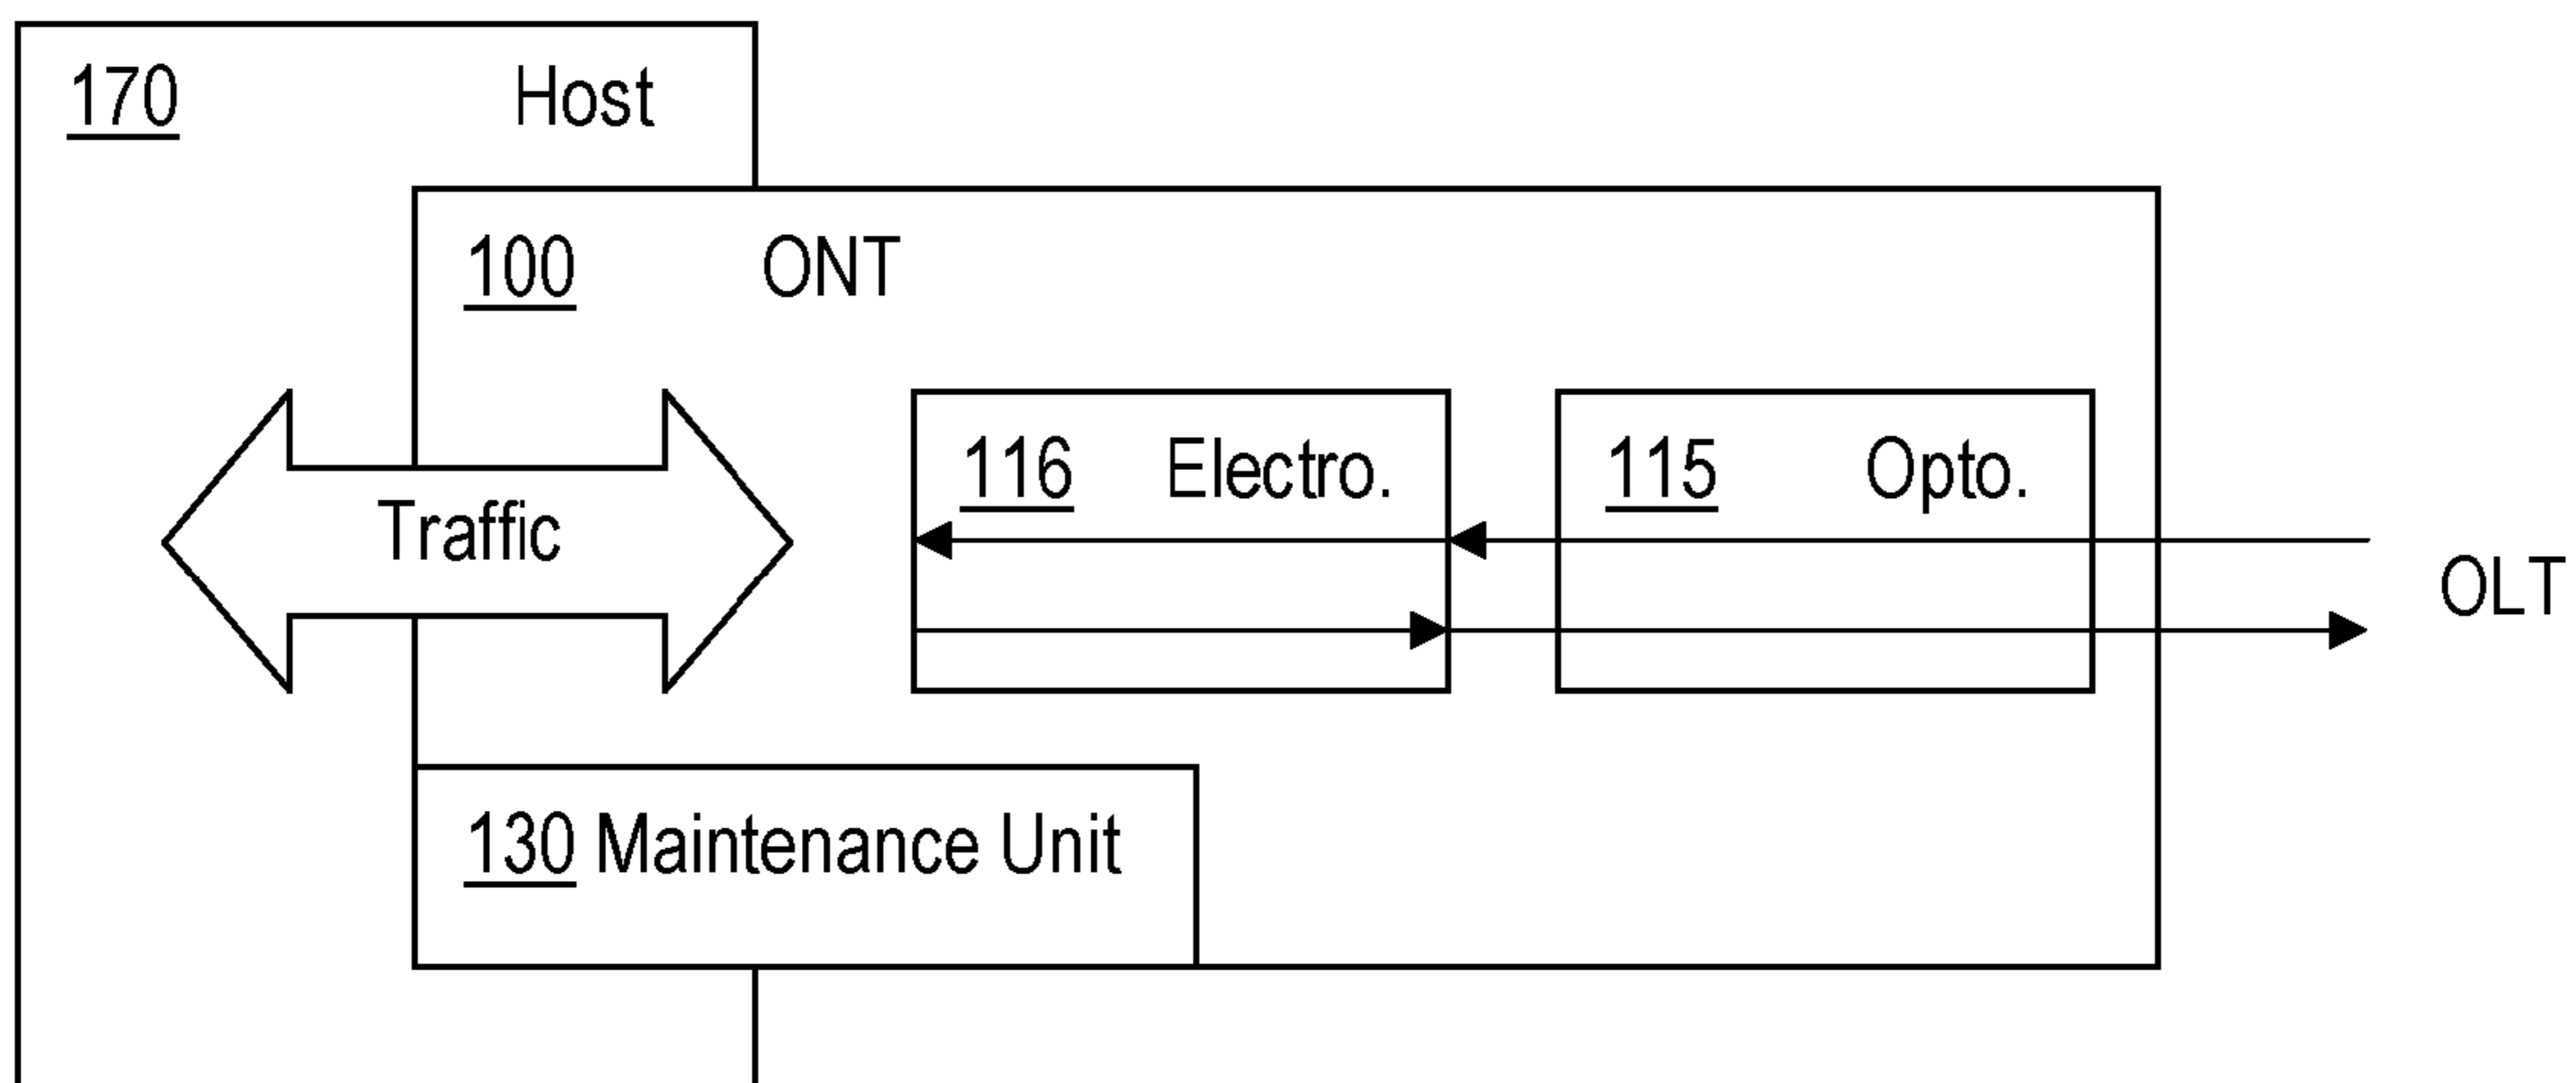 170 Host
100 ONT
116 Electro.
115 Opto.
Traffic
OLT
130 Maintenance Unit